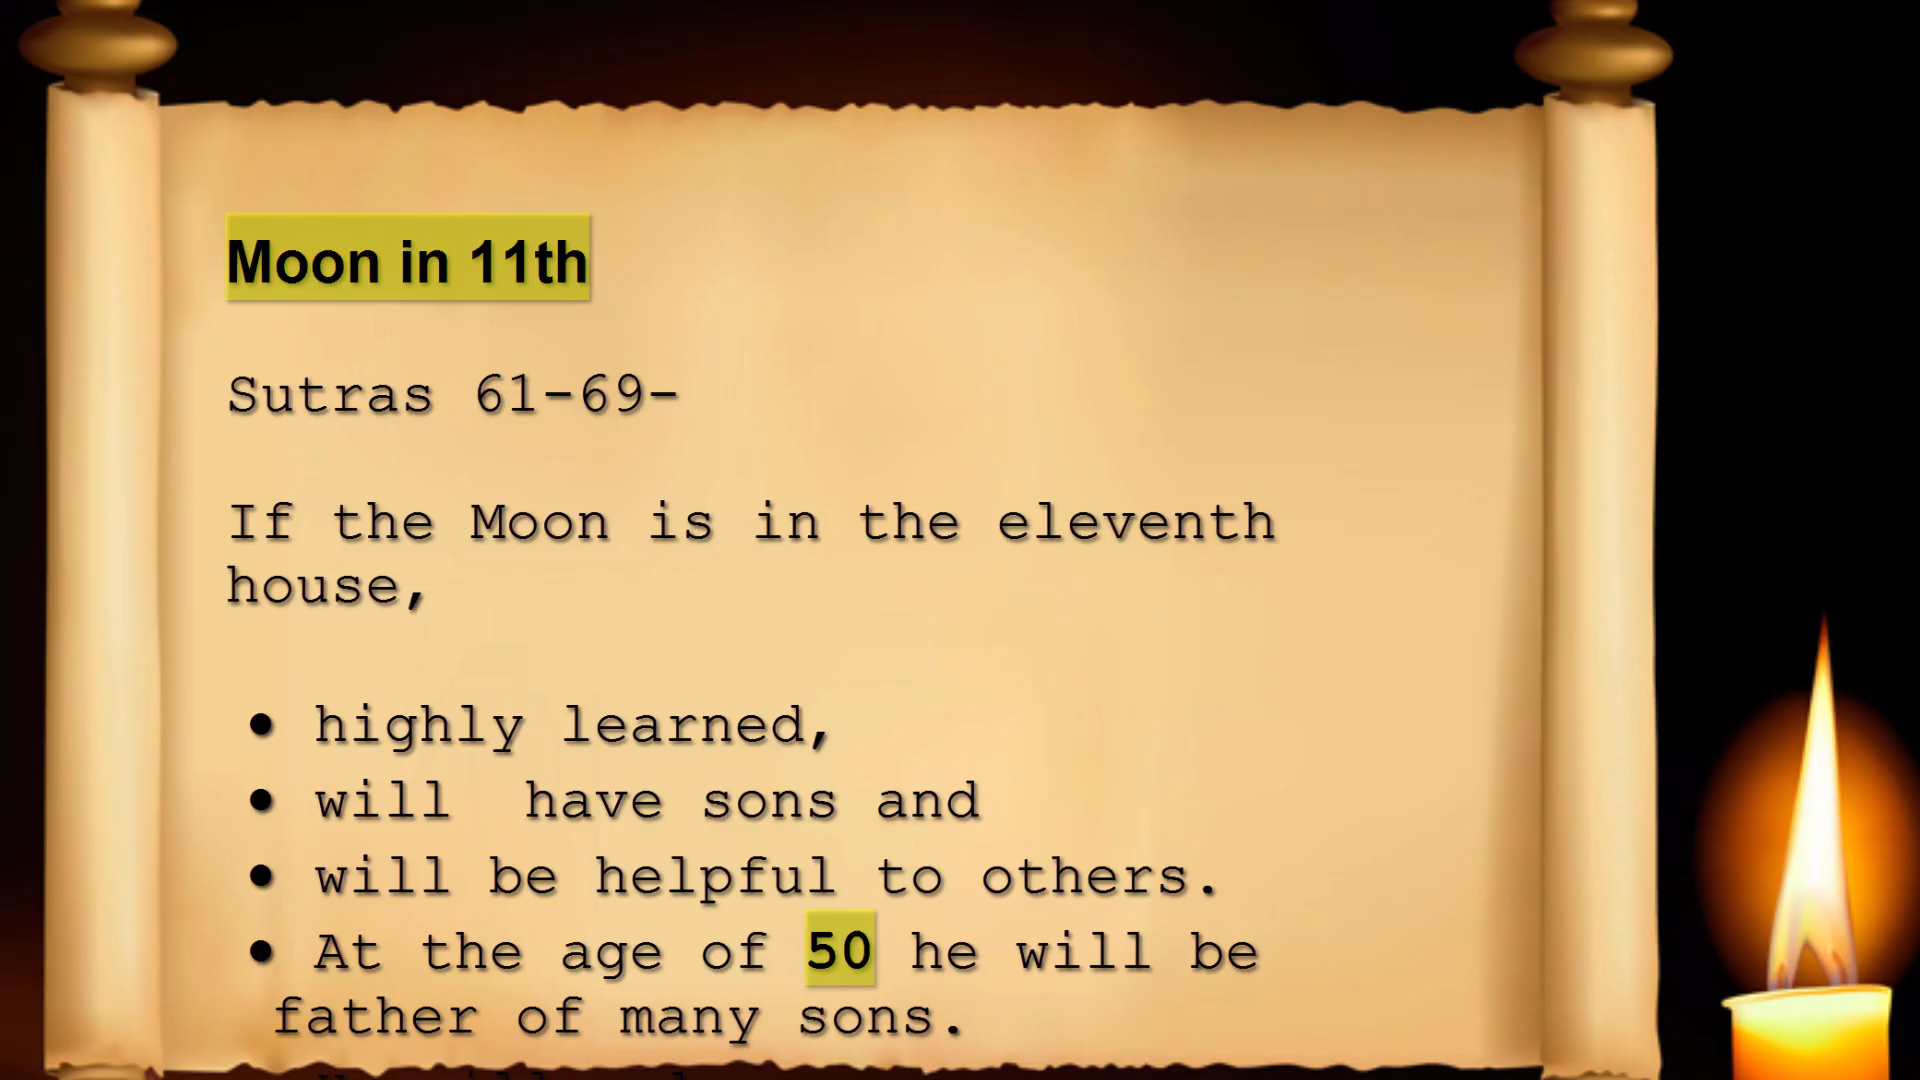 Moon in 11th
Sutras 61-69-
If the Moon is in the eleventh
house,
● highly learned,
● will  have sons and
● will be helpful to others.
● At the age of 50 he will be
father of many sons.